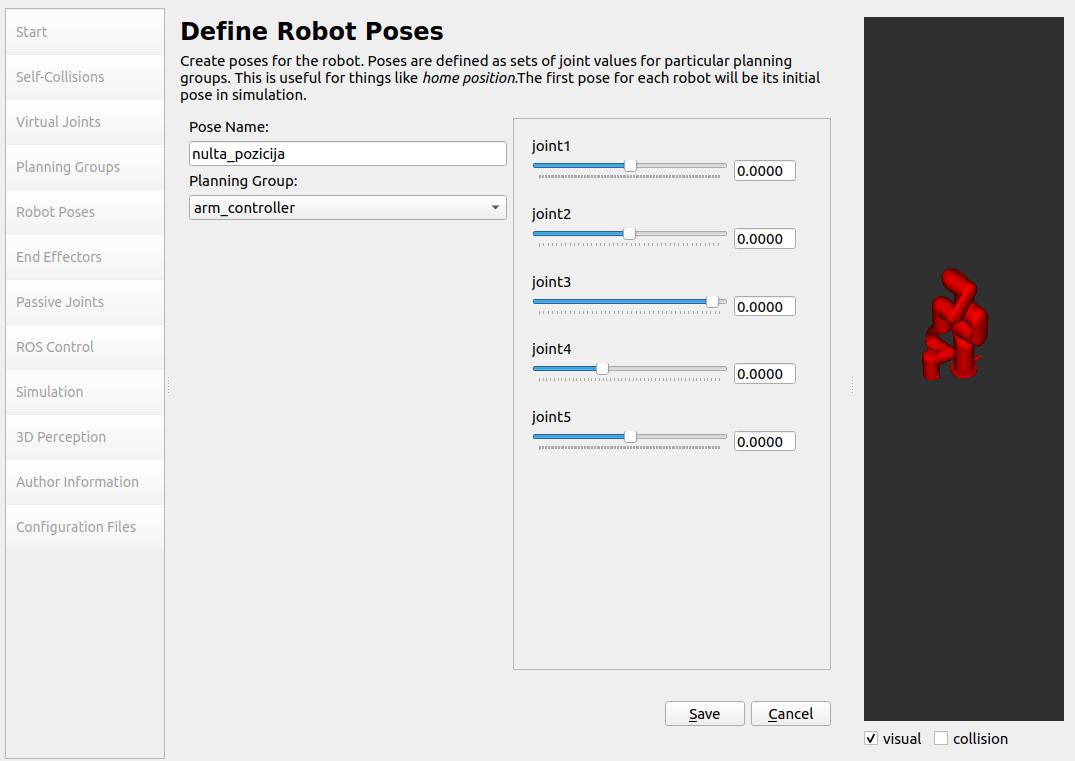 Start
Self-Collisions
Virtual Joints
Planning Groups
Robot Poses
End Effectors
Passive Joints
ROS Control
Simulation
3D Perception
Author Information
Configuration Files
Define Robot Poses
Create poses for the robot. Poses are defined as sets of joint values for particular planning
groups. This is useful for things like home position.The first pose for each robot will be its initial
pose in simulation.
Pose Name:
nulta_pozicija
Planning Group:
arm_controller
joint1
0.0000
joint2
0.0000
joint3
0.0000
joint4
0.0000
joint5
0.0000
Save
Cancel
visual
collision